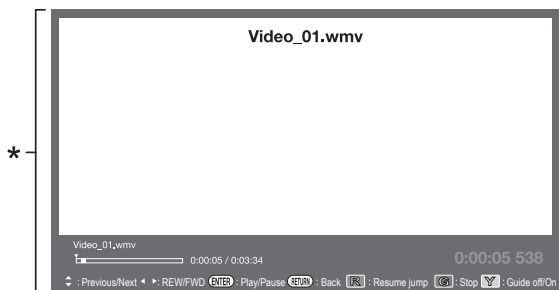 Video_01.wmv
*
Video_01.wmv
0:00:05 / 0:03:34
0:00:05 538
: Previous/Next : REW/FWD ENTER : Play/Pause RETURN : Back R : Resume jump G : Stop Y : Guide off/On